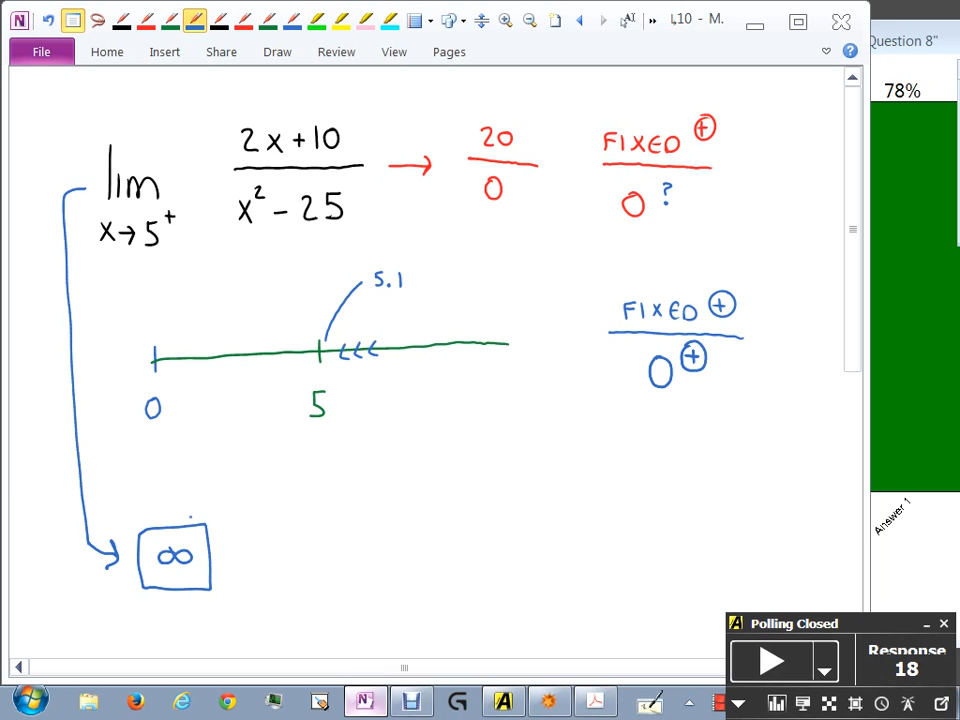 L10 - M.
Question 8"
File Home Insert Share Draw Review View Pages
78%
lim x→5⁺ (2x+10)/(x²-25) → 20/0 FIXED ⊕/0 ?
5.1
FIXED ⊕/0 ⊕
0 5
∞
Answer 1
Polling Closed
Response
18